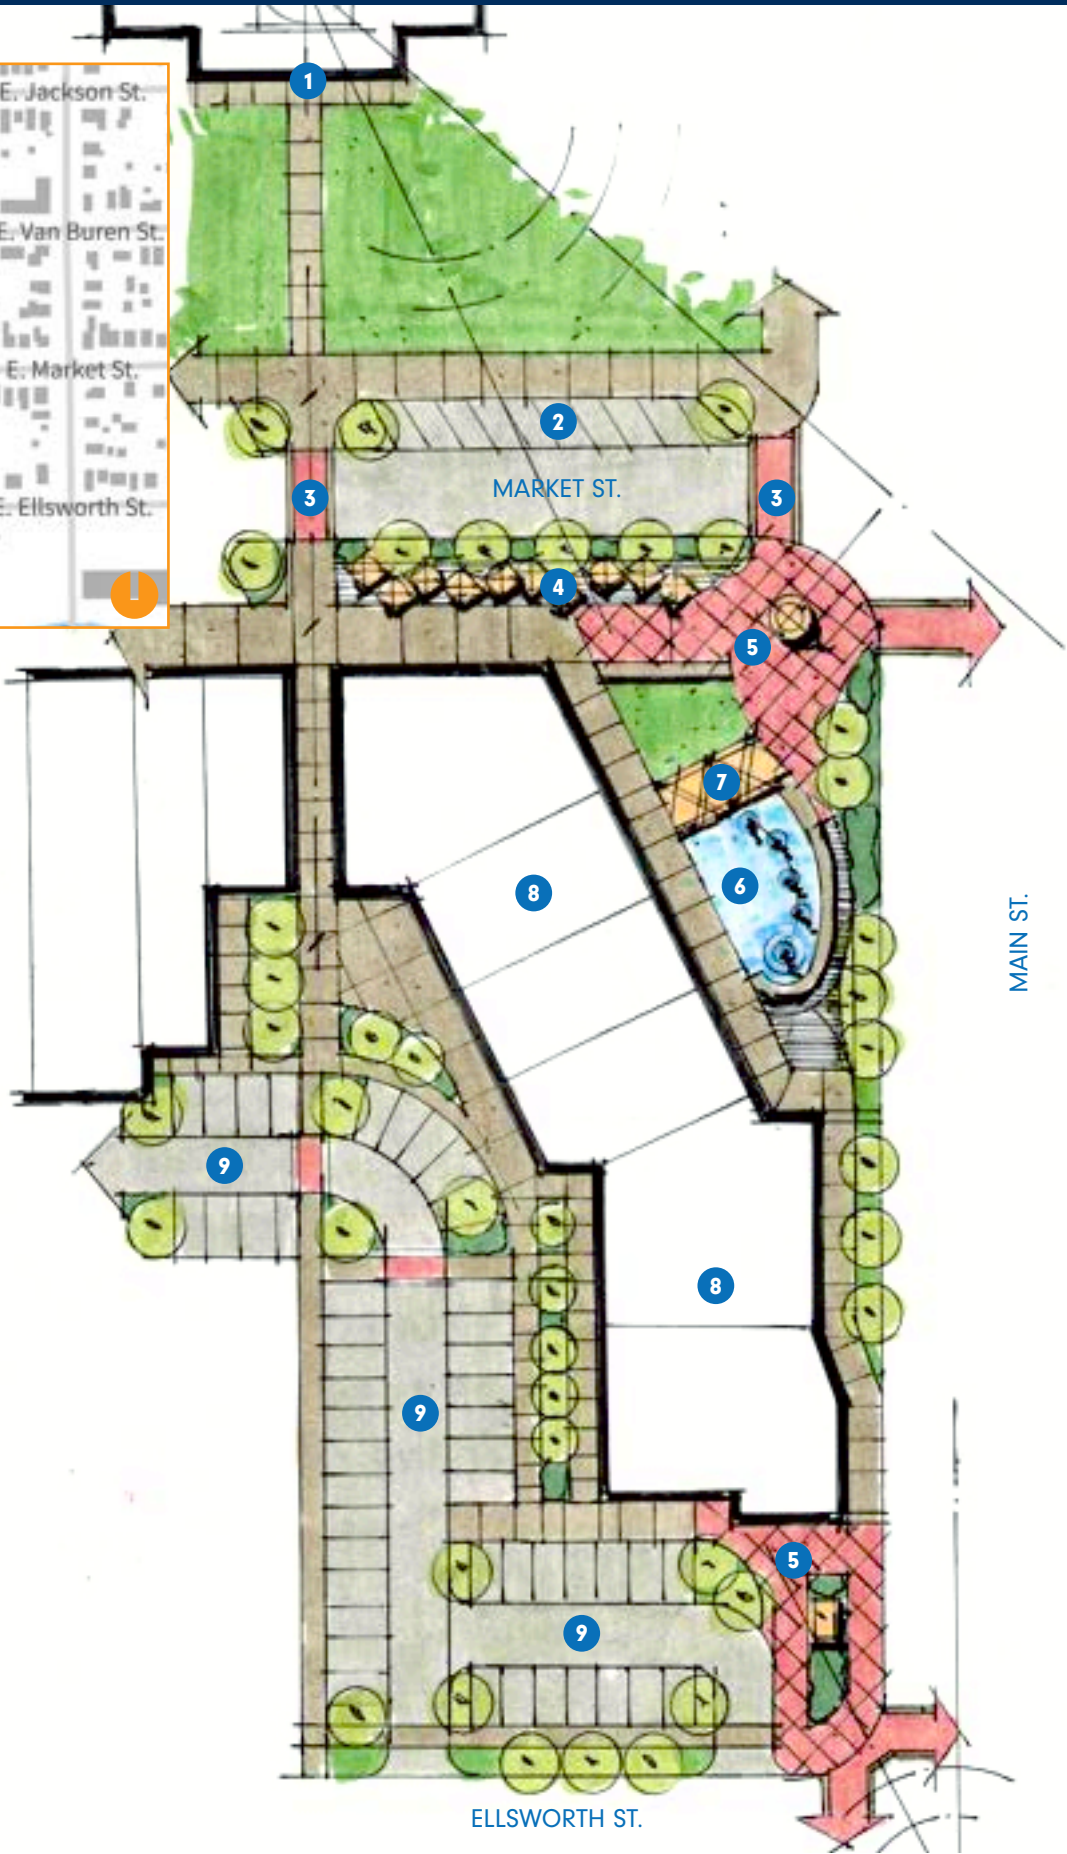 1
E. Jackson St.
E. Van Buren St.
E. Market St.
E. Ellsworth St.
2
MARKET ST.
3
3
4
5
7
6
8
MAIN ST.
9
8
9
5
9
ELLSWORTH ST.